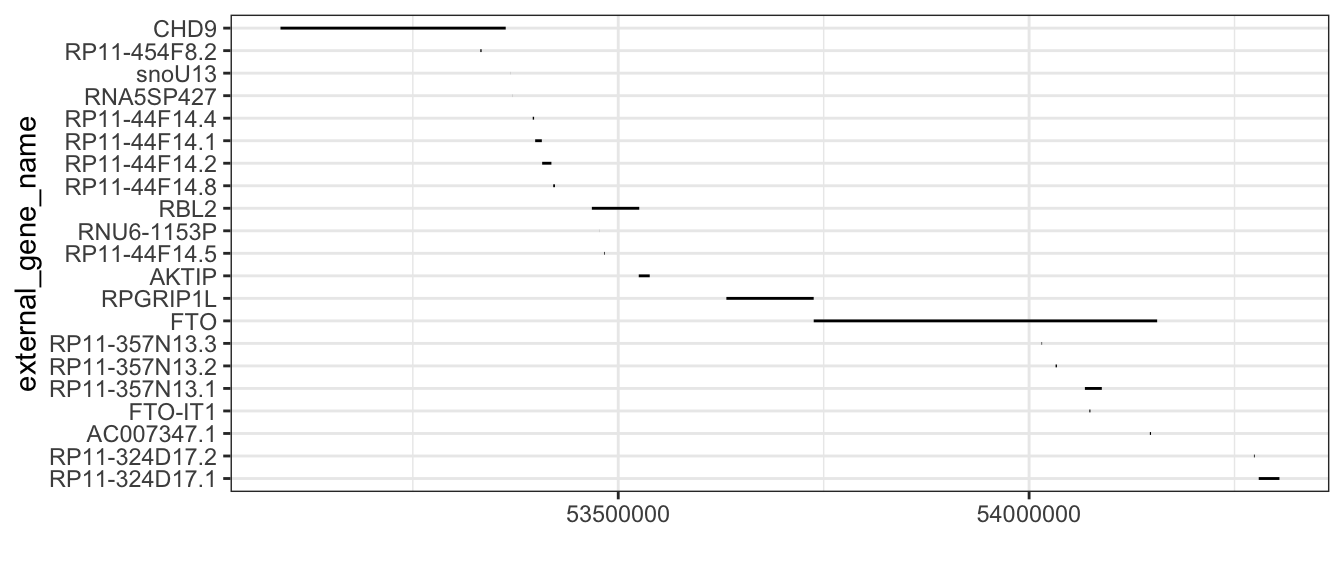 external_gene_name
CHD9
RP11-454F8.2
snoU13
RNA5SP427
RP11-44F14.4
RP11-44F14.1
RP11-44F14.2
RP11-44F14.8
RBL2
RNU6-1153P
RP11-44F14.5
AKTIP
RPGRIP1L
FTO
RP11-357N13.3
RP11-357N13.2
RP11-357N13.1
FTO-IT1
AC007347.1
RP11-324D17.2
RP11-324D17.1
53500000 54000000